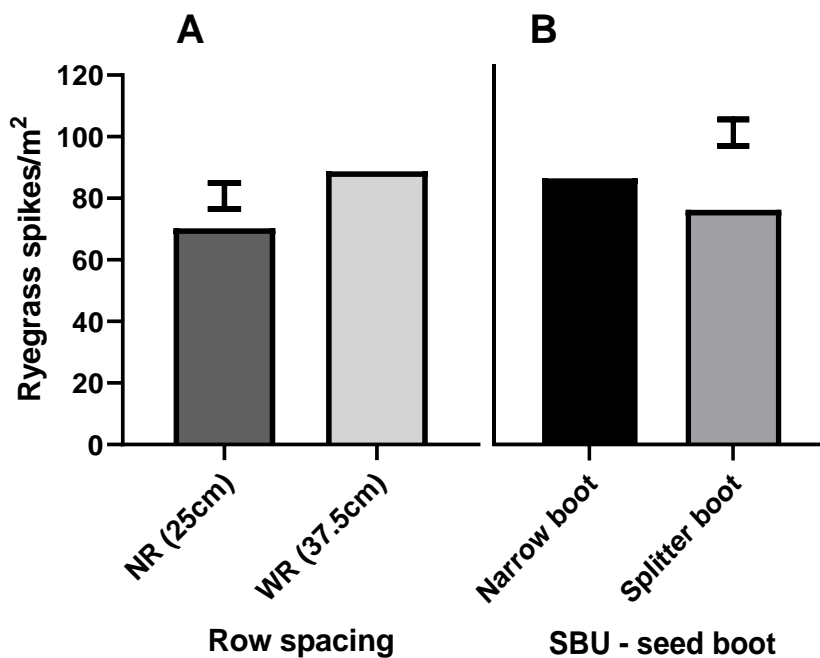 A
B
Ryegrass spikes/m²
120
100
80
60
40
20
0
NR (25cm)
WR (37.5cm)
Narrow boot
Splitter boot
Row spacing
SBU - seed boot